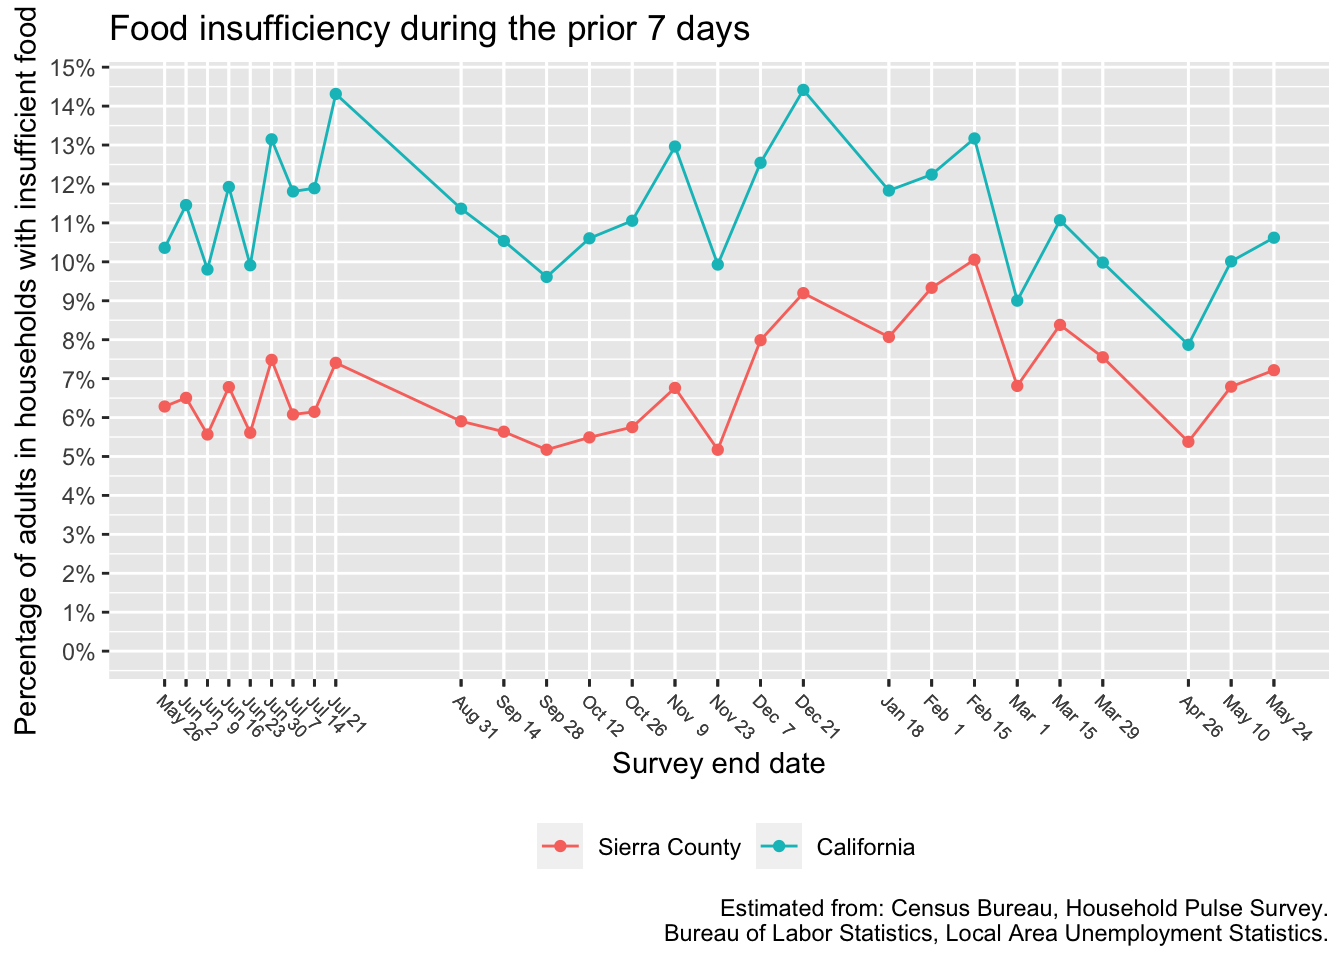 Food insufficiency during the prior 7 days
Percentage of adults in households with insufficient food
15%
14%
13%
12%
11%
10%
9%
8%
7%
6%
5%
4%
3%
2%
1%
0%
May 26
Jun 2
Jun 9
Jun 16
Jun 23
Jun 30
Jul 7
Jul 14
Jul 21
Aug 31
Sep 14
Sep 28
Oct 12
Oct 26
Nov 9
Nov 23
Dec 7
Dec 21
Jan 18
Feb 1
Feb 15
Mar 1
Mar 15
Mar 29
Apr 26
May 10
May 24
Survey end date
Sierra County
California
Estimated from: Census Bureau, Household Pulse Survey.
Bureau of Labor Statistics, Local Area Unemployment Statistics.